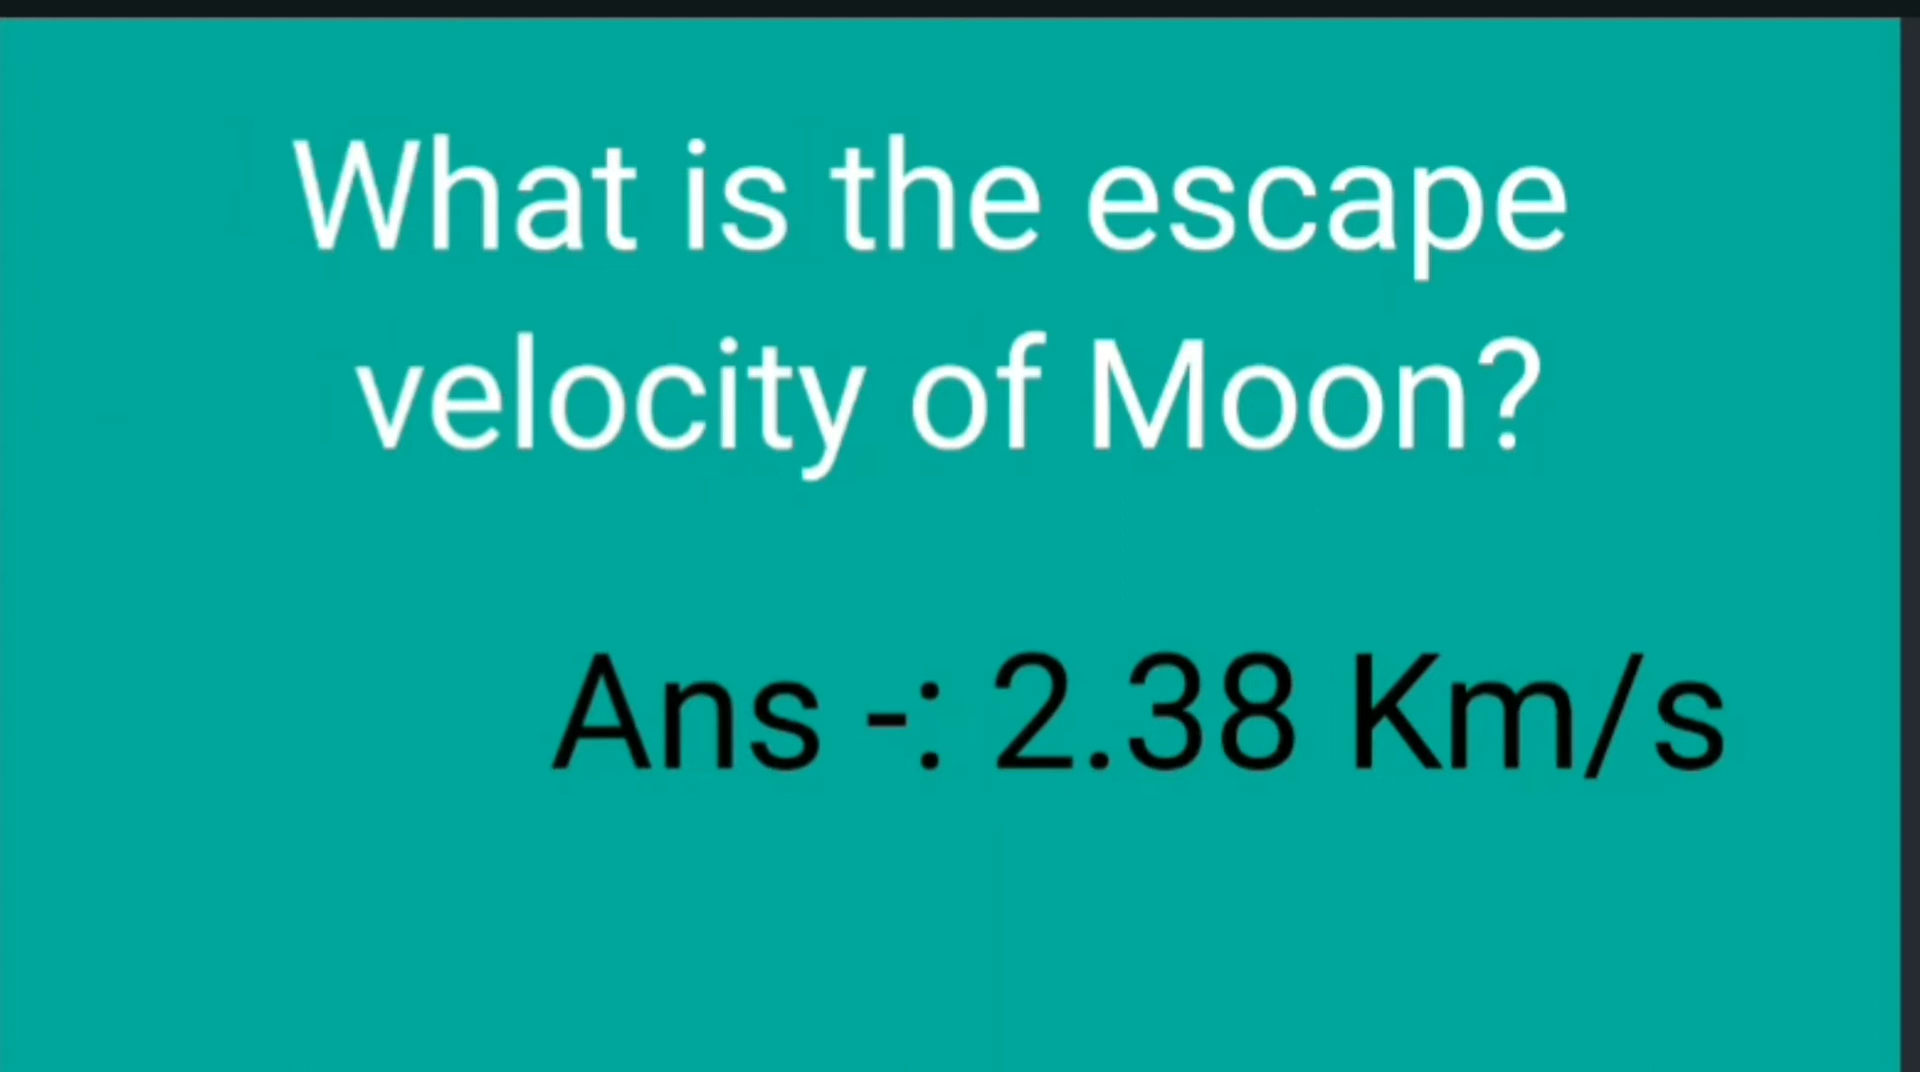 What is the escape
velocity of Moon?
Ans -: 2.38 Km/s